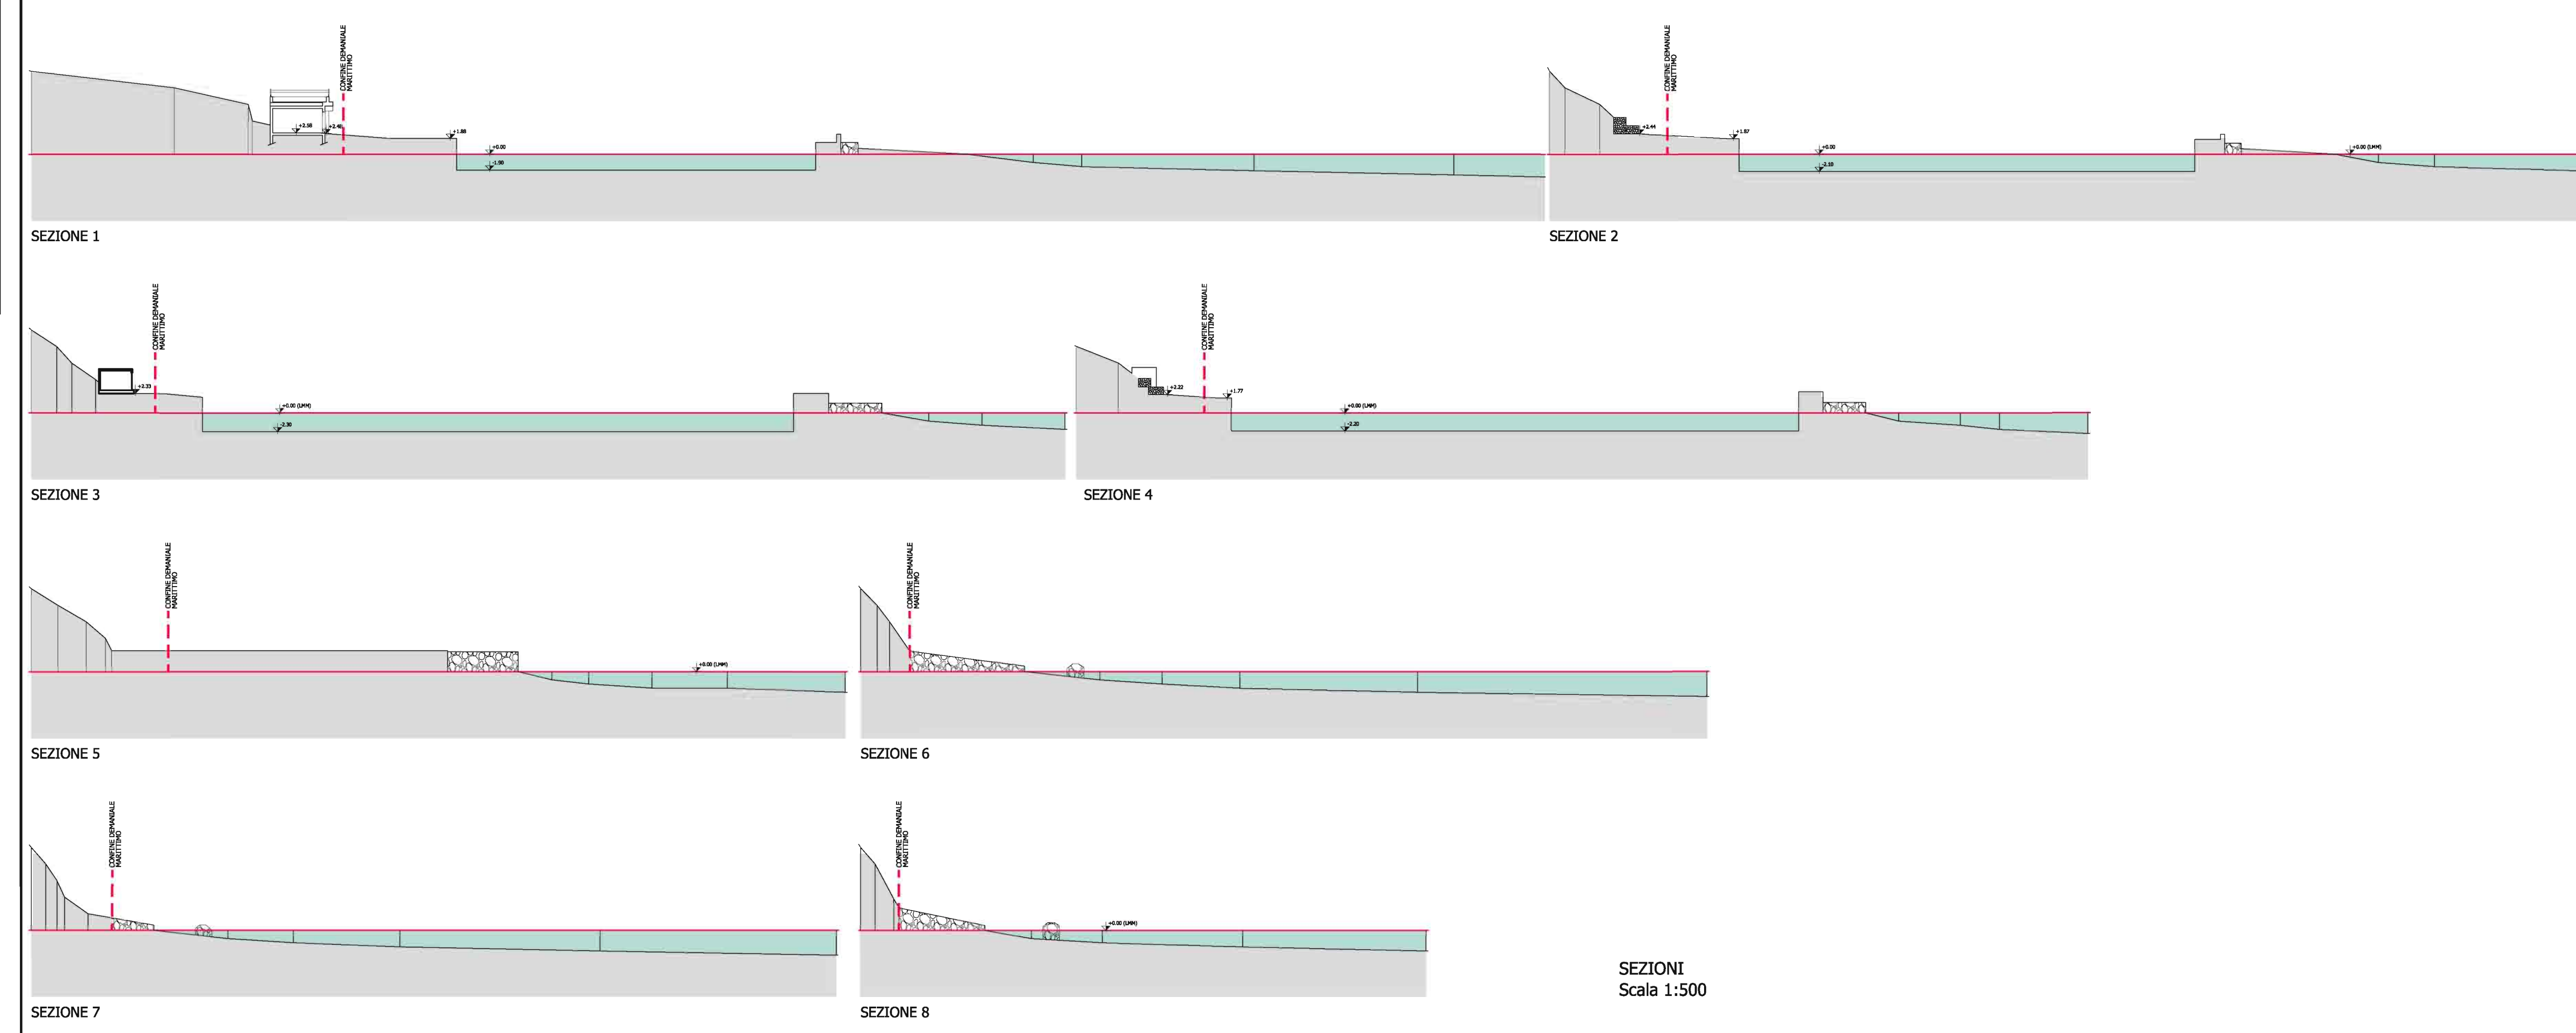 CONFINE DEMANIALE
MARITTIMO
+2.58
+2.48
+1.88
+0.00
-1.90
SEZIONE 1
CONFINE DEMANIALE
MARITTIMO
+2.44
+1.87
+0.00
-2.10
+0.00 (LMM)
SEZIONE 2
CONFINE DEMANIALE
MARITTIMO
+2.23
+0.00 (LMM)
-2.30
SEZIONE 3
CONFINE DEMANIALE
MARITTIMO
+2.22
+1.77
+0.00 (LMM)
-2.20
SEZIONE 4
CONFINE DEMANIALE
MARITTIMO
+0.00 (LMM)
SEZIONE 5
CONFINE DEMANIALE
MARITTIMO
SEZIONE 6
CONFINE DEMANIALE
MARITTIMO
SEZIONE 7
CONFINE DEMANIALE
MARITTIMO
+0.00 (LMM)
SEZIONE 8
SEZIONI
Scala 1:500